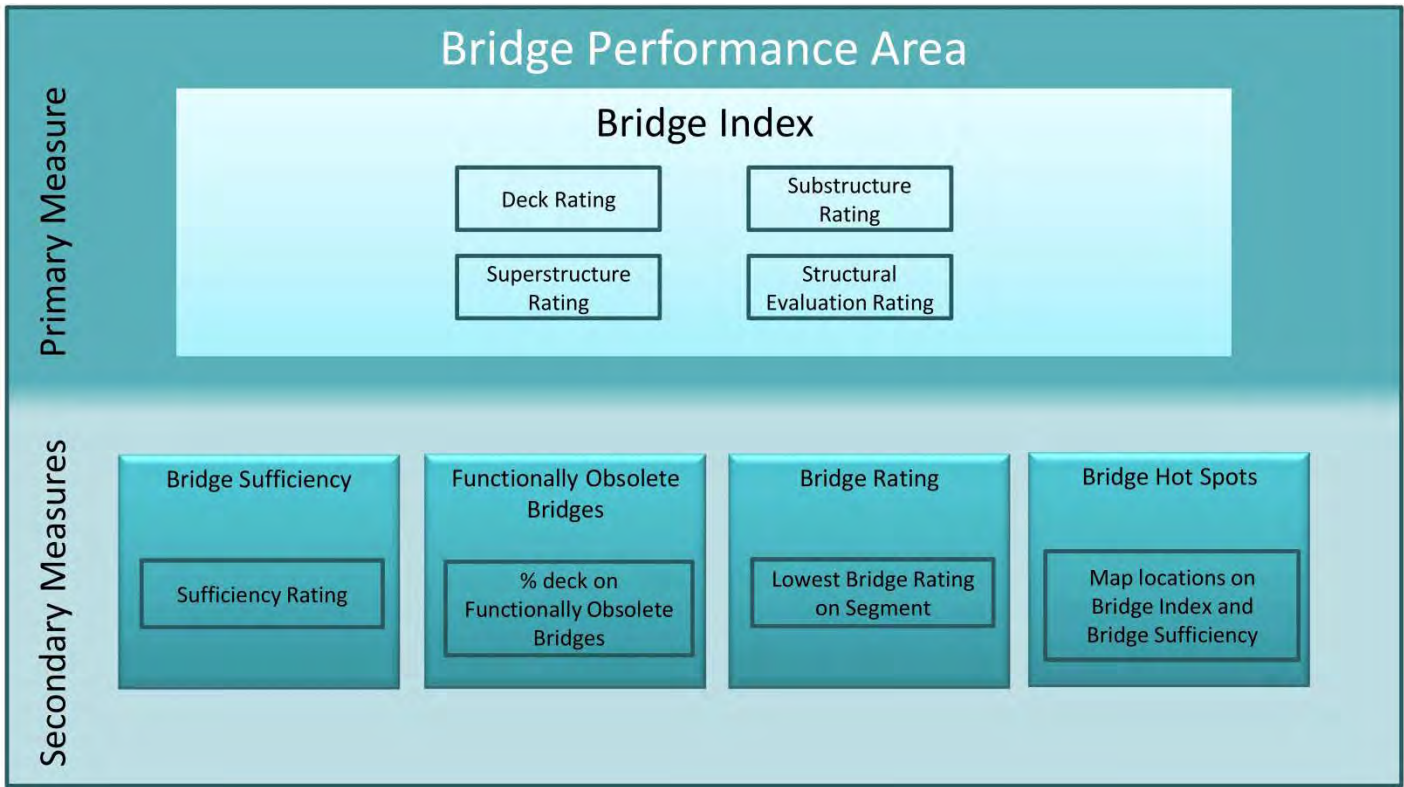 Bridge Performance Area
Primary Measure
Bridge Index
Deck Rating
Substructure
Rating
Superstructure
Rating
Structural
Evaluation Rating
Secondary Measures
Bridge Sufficiency
Sufficiency Rating
Functionally Obsolete
Bridges
% deck on
Functionally Obsolete
Bridges
Bridge Rating
Lowest Bridge Rating
on Segment
Bridge Hot Spots
Map locations on
Bridge Index and
Bridge Sufficiency